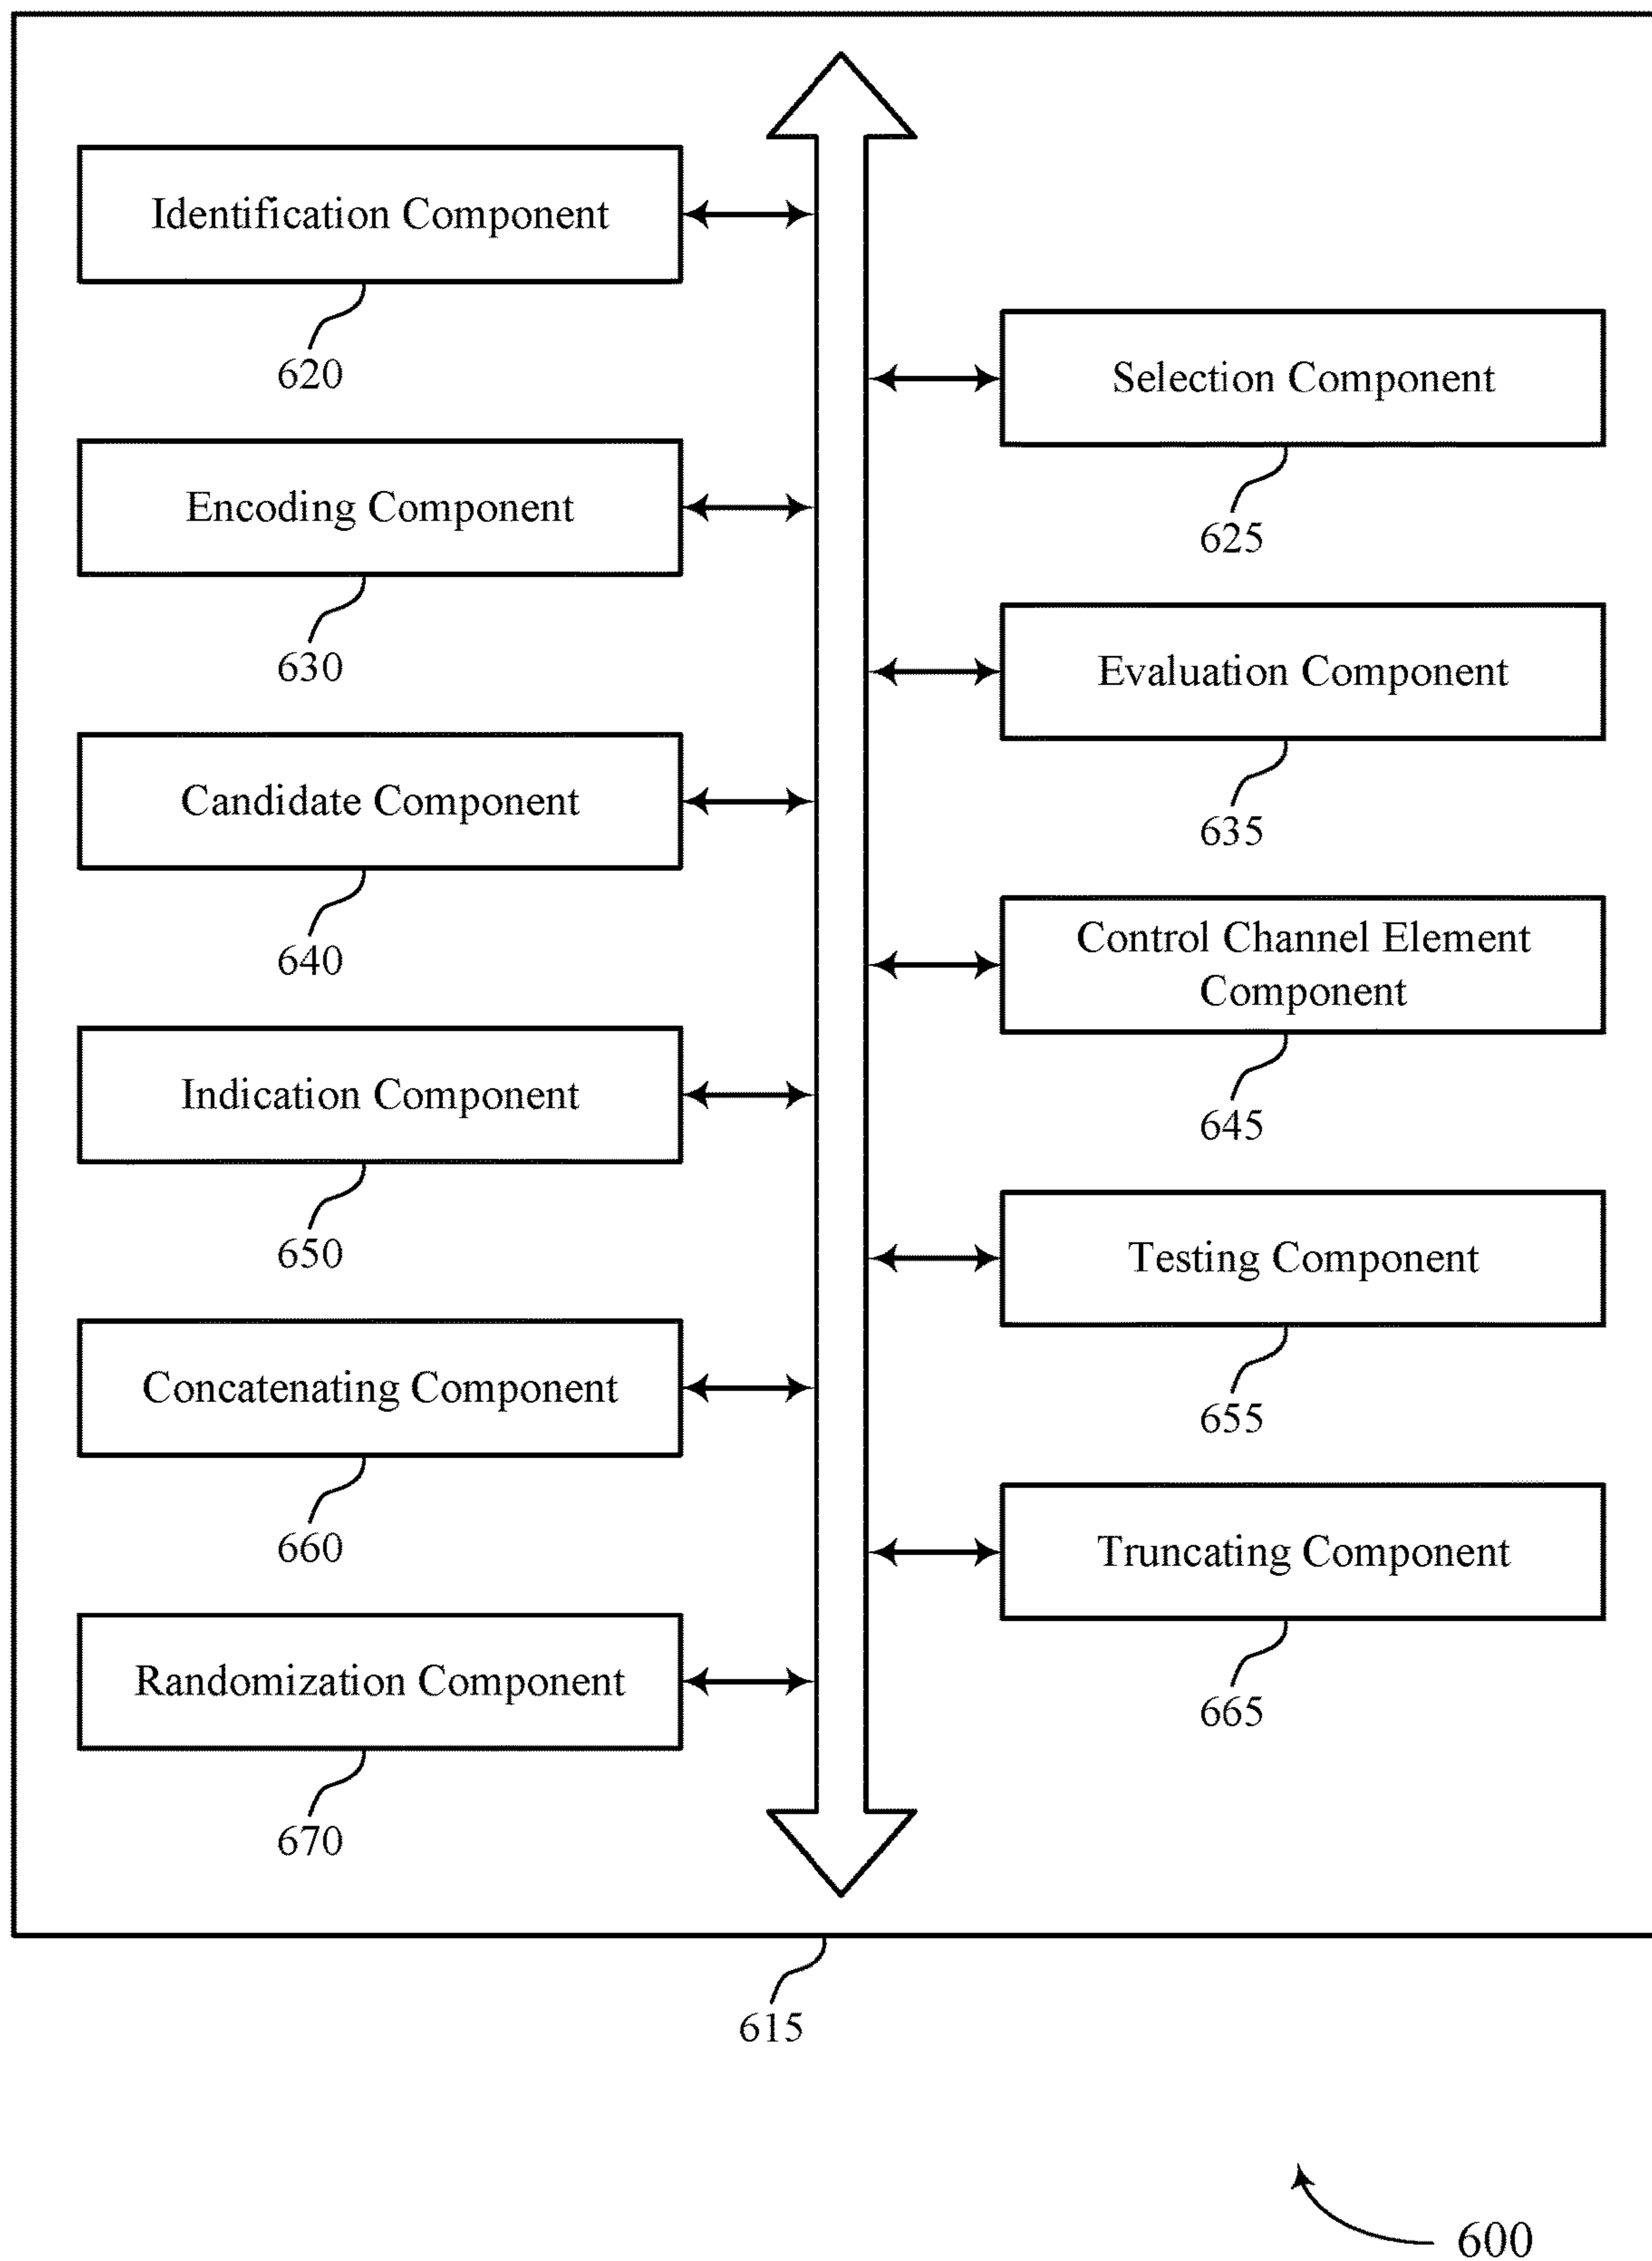 Identification Component
620
Selection Component
625
Encoding Component
630
Evaluation Component
635
Candidate Component
640
Control Channel Element
Component
645
Indication Component
650
Testing Component
655
Concatenating Component
660
Truncating Component
665
Randomization Component
670
615
600